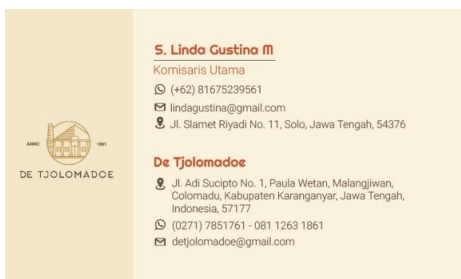 S. Linda Gustina M
Komisaris Utama
(+62) 81675239561
lindagustina@gmail.com
Jl. Slamet Riyadi No. 11, Solo, Jawa Tengah, 54376
ANNO 1861
DE TJOLOMADOE
De Tjolomadoe
Jl. Adi Sucipto No. 1, Paula Wetan, Malangjiwan,
Colomadu, Kabupaten Karanganyar, Jawa Tengah,
Indonesia, 57177
(0271) 7851761 - 081 1263 1861
detjolomadoe@gmail.com